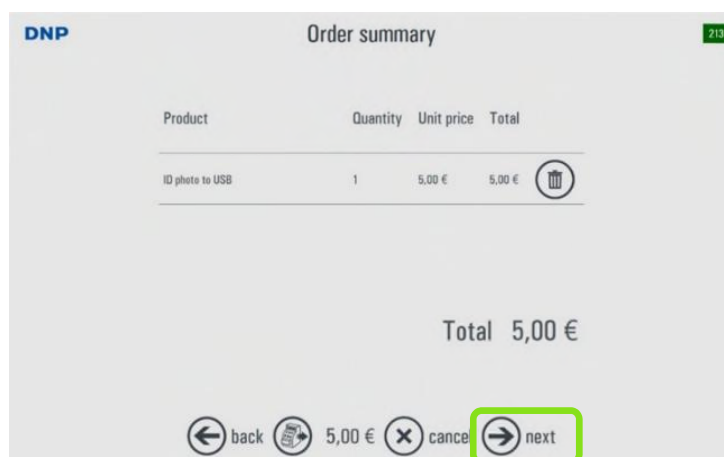 DNP
Order summary
213
Product Quantity Unit price Total
ID photo to USB 1 5,00 € 5,00 €
Total 5,00 €
back 5,00 € cance next